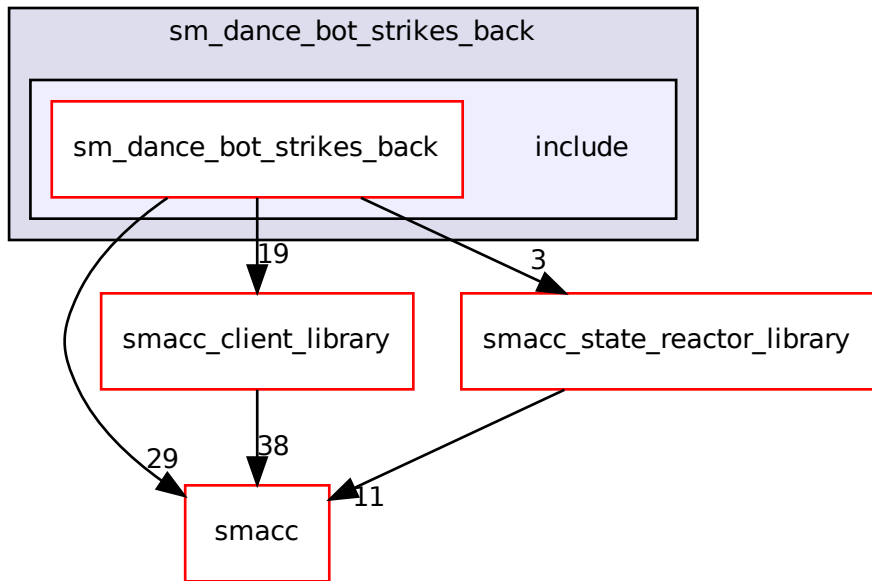 sm_dance_bot_strikes_back
sm_dance_bot_strikes_back
include
19
3
smacc_client_library
smacc_state_reactor_library
29
38
11
smacc